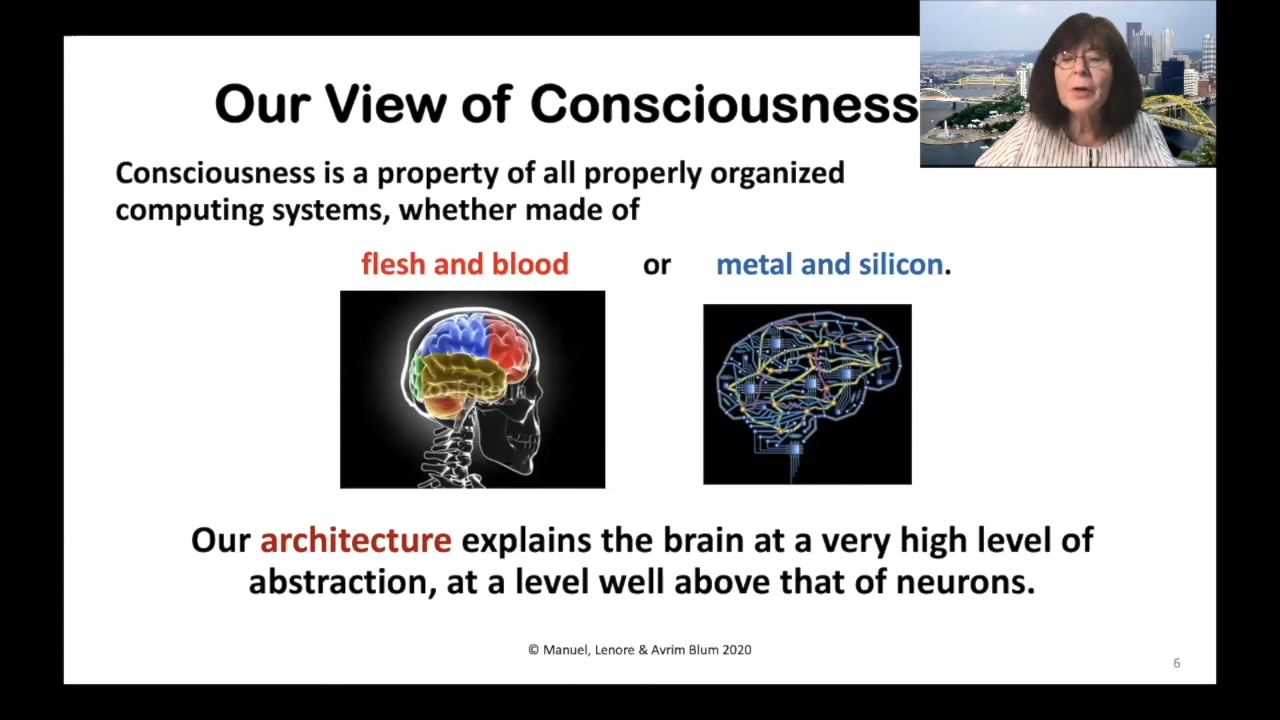 Our View of Consciousness
Consciousness is a property of all properly organized
computing systems, whether made of
flesh and blood or metal and silicon.
Our architecture explains the brain at a very high level of
abstraction, at a level well above that of neurons.
© Manuel, Lenore & Avrim Blum 2020
6